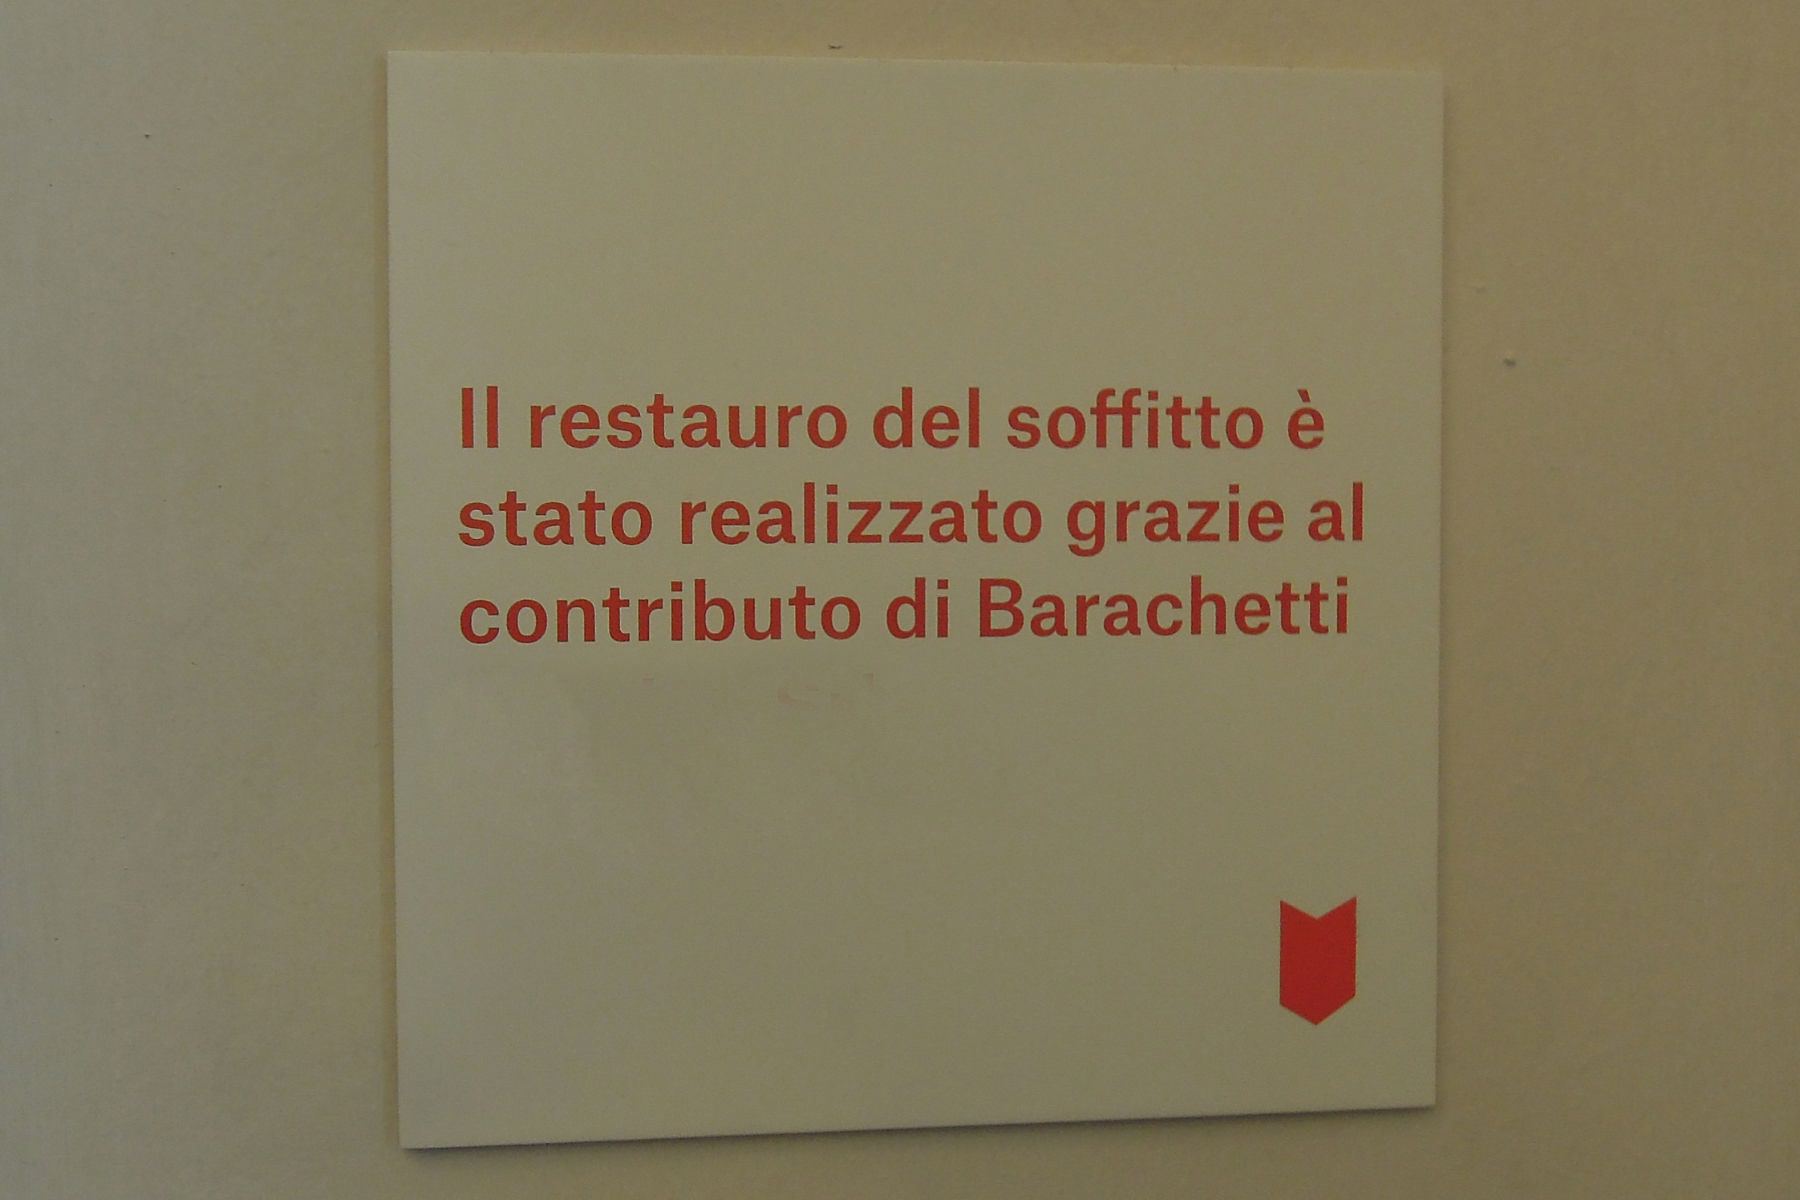 Il restauro del soffitto è
stato realizzato grazie al
contributo di Barachetti